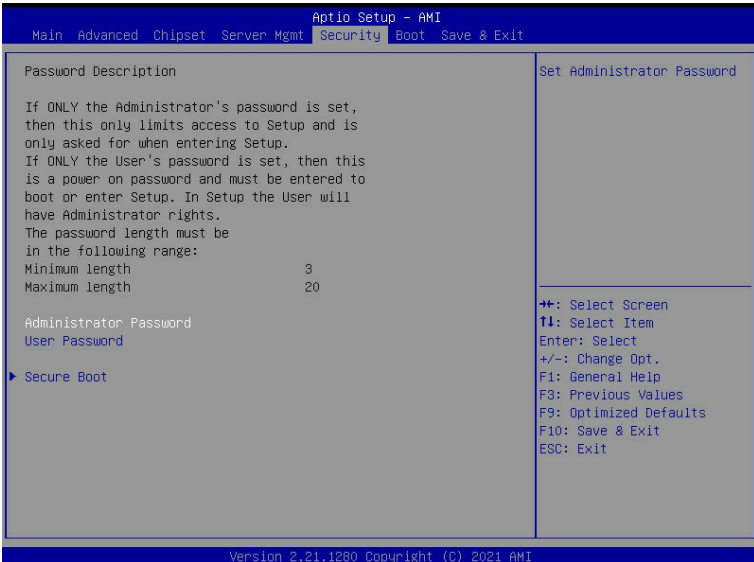 Aptio Setup – AMI
Main Advanced Chipset Server Mgmt Security Boot Save & Exit
Password Description
If ONLY the Administrator's password is set,
then this only limits access to Setup and is
only asked for when entering Setup.
If ONLY the User's password is set, then this
is a power on password and must be entered to
boot or enter Setup. In Setup the User will
have Administrator rights.
The password length must be
in the following range:
Minimum length 3
Maximum length 20
Administrator Password
User Password
Secure Boot
Set Administrator Password
→←: Select Screen
↑↓: Select Item
Enter: Select
+/-: Change Opt.
F1: General Help
F3: Previous Values
F9: Optimized Defaults
F10: Save & Exit
ESC: Exit
Version 2.21.1280 Copyright (C) 2021 AMI